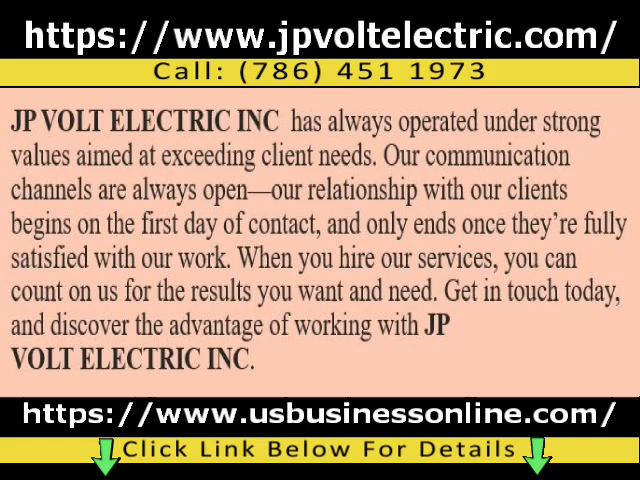 https://www.jpvoltelectric.com/
Call: (786) 451 1973
JP VOLT ELECTRIC INC has always operated under strong
values aimed at exceeding client needs. Our communication
channels are always open—our relationship with our clients
begins on the first day of contact, and only ends once they're fully
satisfied with our work. When you hire our services, you can
count on us for the results you want and need. Get in touch today,
and discover the advantage of working with JP
VOLT ELECTRIC INC.
https://www.usbusinessonline.com/
Click Link Below For Details